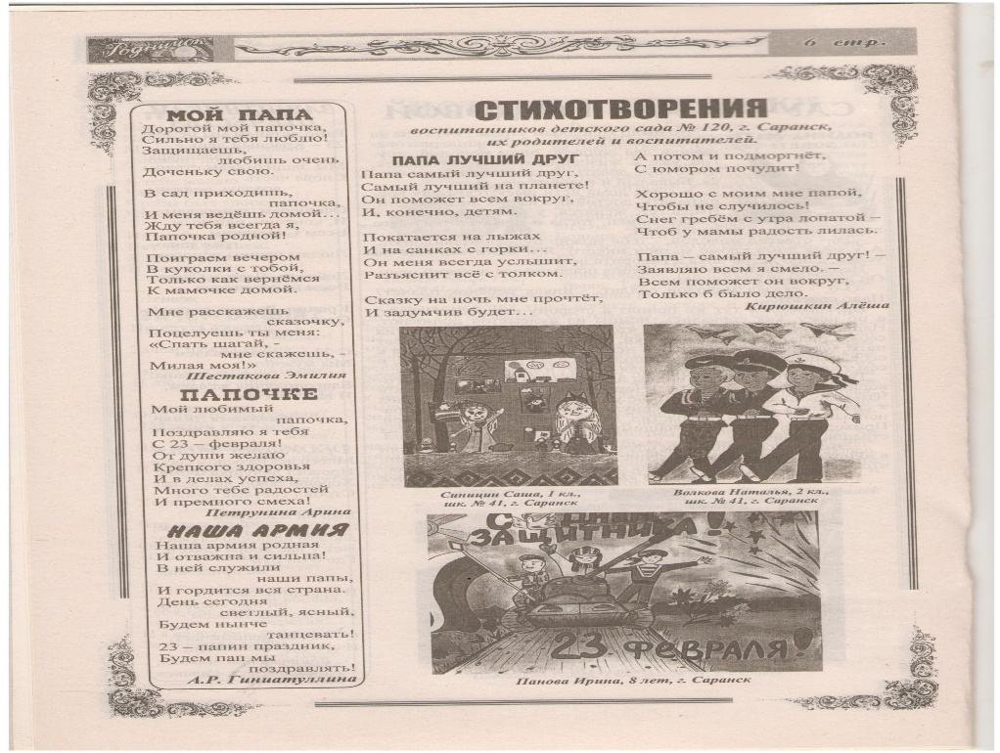 Родничок
6 стр.
МОЙ ПАПА
Дорогой мой папочка,
Сильно я тебя люблю!
Защищаешь,
любишь очень
Доченьку свою.
В сад приходишь,
папочка,
И меня ведёшь домой...
Жду тебя всегда я,
Папочка родной!
Поиграем вечером
В куколки с тобой,
Только как вернёмся
К мамочке домой.
Мне расскажешь
сказочку,
Поцелуешь ты меня:
«Спать шагай, -
мне скажешь, -
Милая моя!»
Шестакова Эмилия
ПАПОЧКЕ
Мой любимый
папочка,
Поздравляю я тебя
С 23 – февраля!
От души желаю
Крепкого здоровья
И в делах успеха,
Много тебе радостей
И премного смеха!
Петрунина Арина
НАША АРМИЯ
Наша армия родная
И отважна и сильна!
В ней служили
наши папы,
И гордится вся страна.
День сегодня
светлый, ясный,
Будем нынче
танцевать!
23 – папин праздник,
Будем пап мы
поздравлять!
А.Р. Гиниатуллина
СТИХОТВОРЕНИЯ
воспитанников детского сада № 120, г. Саранск,
их родителей и воспитателей.
ПАПА ЛУЧШИЙ ДРУГ
Папа самый лучший друг,
Самый лучший на планете!
Он поможет всем вокруг,
И, конечно, детям.
Покатается на лыжах
И на санках с горки...
Он меня всегда услышит,
Разъяснит всё с толком.
Сказку на ночь мне прочтёт,
И задумчив будет...
А потом и подморгнёт,
С юмором почудит!
Хорошо с моим мне папой,
Чтобы не случилось!
Снег гребём с утра лопатой –
Чтоб у мамы радость лилась.
Папа – самый лучший друг! –
Заявляю всем я смело. –
Всем поможет он вокруг,
Только б было дело.
Кирюшкин Алёша
Синицин Саша, 1 кл.,
шк. № 41, г. Саранск
Волкова Наталья, 2 кл.,
шк. № 41, г. Саранск
С Днём
ЗАЩИТНИКА!
23 ФЕВРАЛЯ!
Панова Ирина, 8 лет, г. Саранск